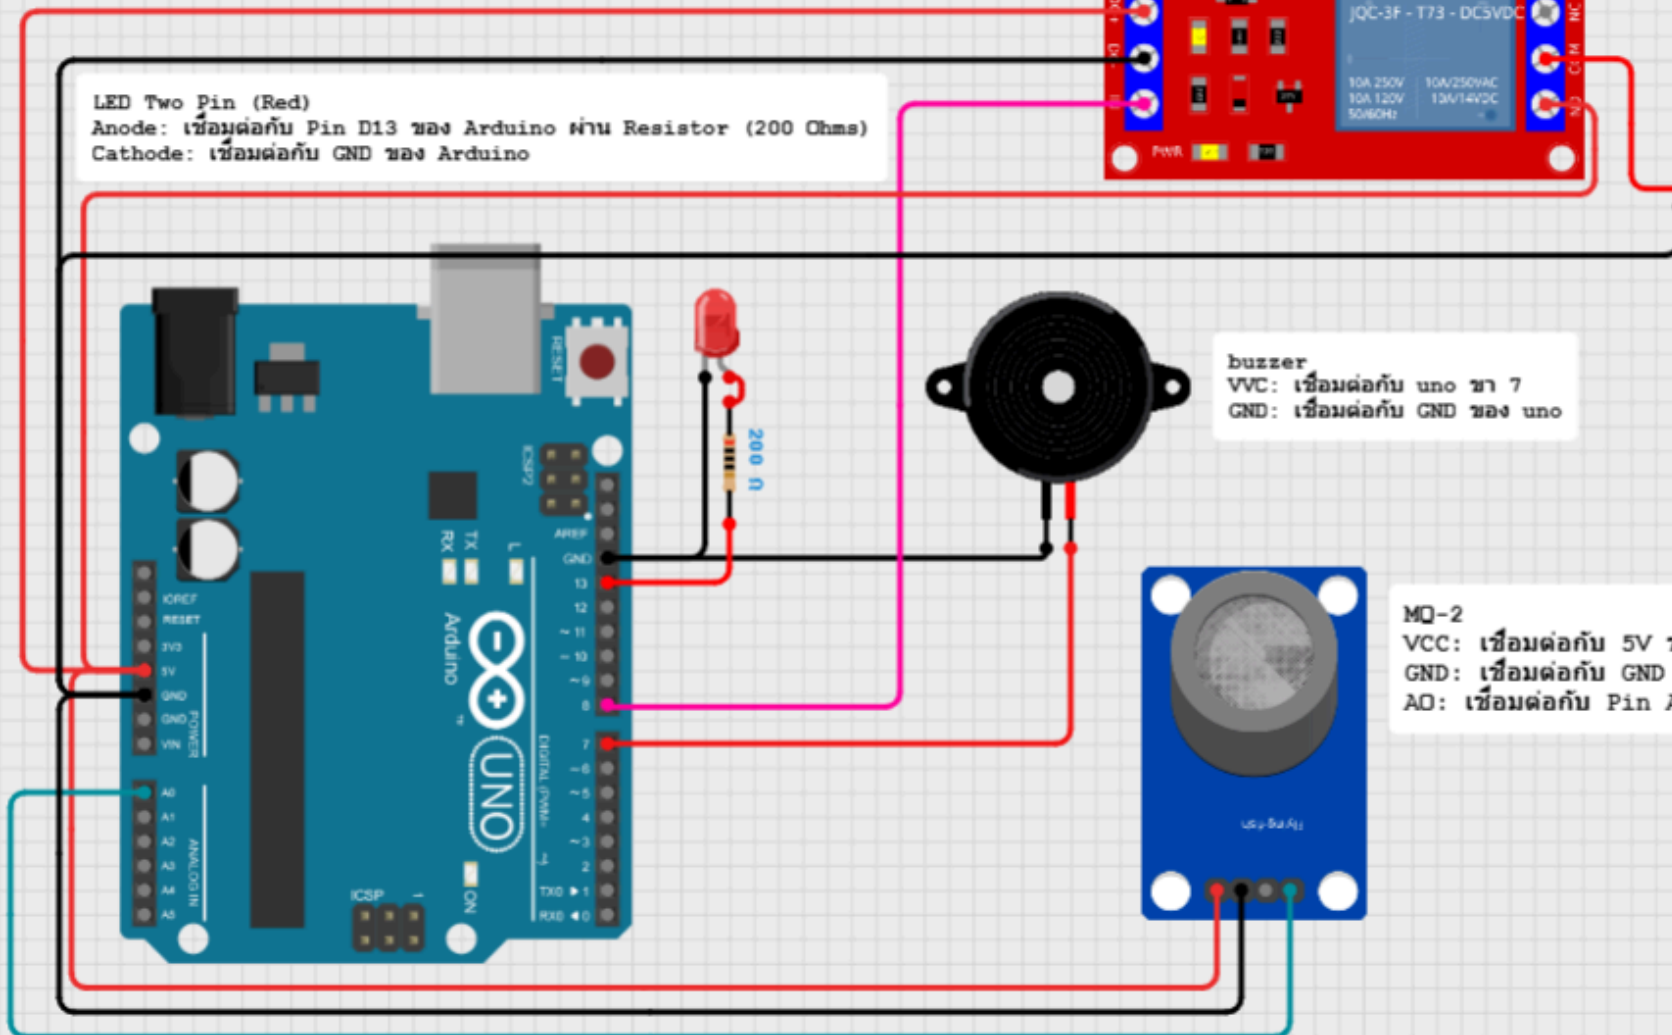 JQC-3F - T73 - DC5VDC
NC
10A 250V 10A/250VAC
10A 120V 10A/14VDC
50/60Hz
NO
PWR
LED Two Pin (Red)
Anode: เชื่อมต่อกับ Pin D13 ของ Arduino ผ่าน Resistor (200 Ohms)
Cathode: เชื่อมต่อกับ GND ของ Arduino
RESET
200 Ω
buzzer
VVC: เชื่อมต่อกับ uno ขา 7
GND: เชื่อมต่อกับ GND ของ uno
ICSP2
AREF
GND
13
12
~ 11
~ 10
~ 9
8
7
~6
~5
4
~3
2
TX0 ▶ 1
RX0 ◀ 0
RX
TX
L
IOREF
RESET
3V3
5V
GND
GND
VIN
POWER
A0
A1
A2
A3
A4
A5
ANALOG IN
Arduino
UNO
ON
ICSP
1
MQ-2
VCC: เชื่อมต่อกับ 5V
GND: เชื่อมต่อกับ GND
AO: เชื่อมต่อกับ Pin